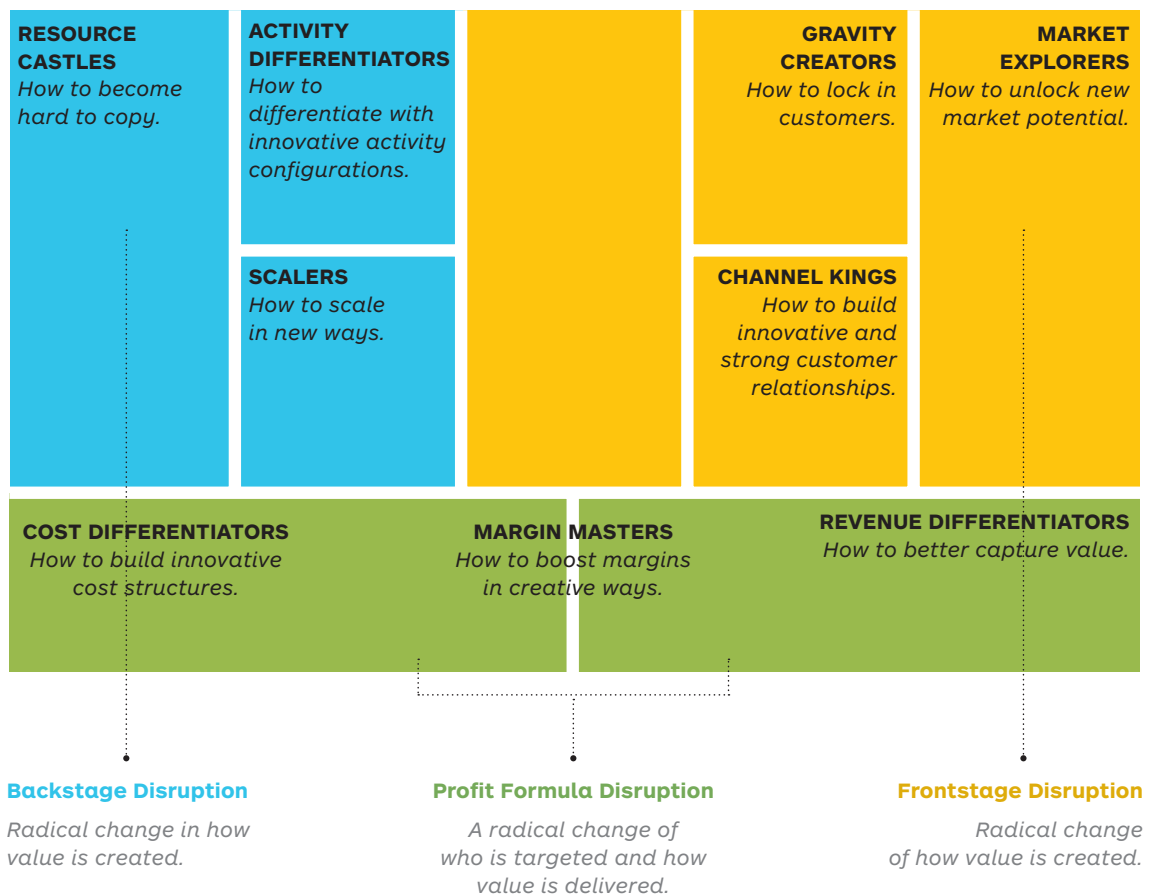 RESOURCE
CASTLES
How to become
hard to copy.
ACTIVITY
DIFFERENTIATORS
How to
differentiate with
innovative activity
configurations.
SCALERS
How to scale
in new ways.
GRAVITY
CREATORS
How to lock in
customers.
CHANNEL KINGS
How to build
innovative and
strong customer
relationships.
MARKET
EXPLORERS
How to unlock new
market potential.
COST DIFFERENTIATORS
How to build innovative
cost structures.
MARGIN MASTERS
How to boost margins
in creative ways.
REVENUE DIFFERENTIATORS
How to better capture value.
Backstage Disruption
Radical change in how
value is created.
Profit Formula Disruption
A radical change of
who is targeted and how
value is delivered.
Frontstage Disruption
Radical change
of how value is created.